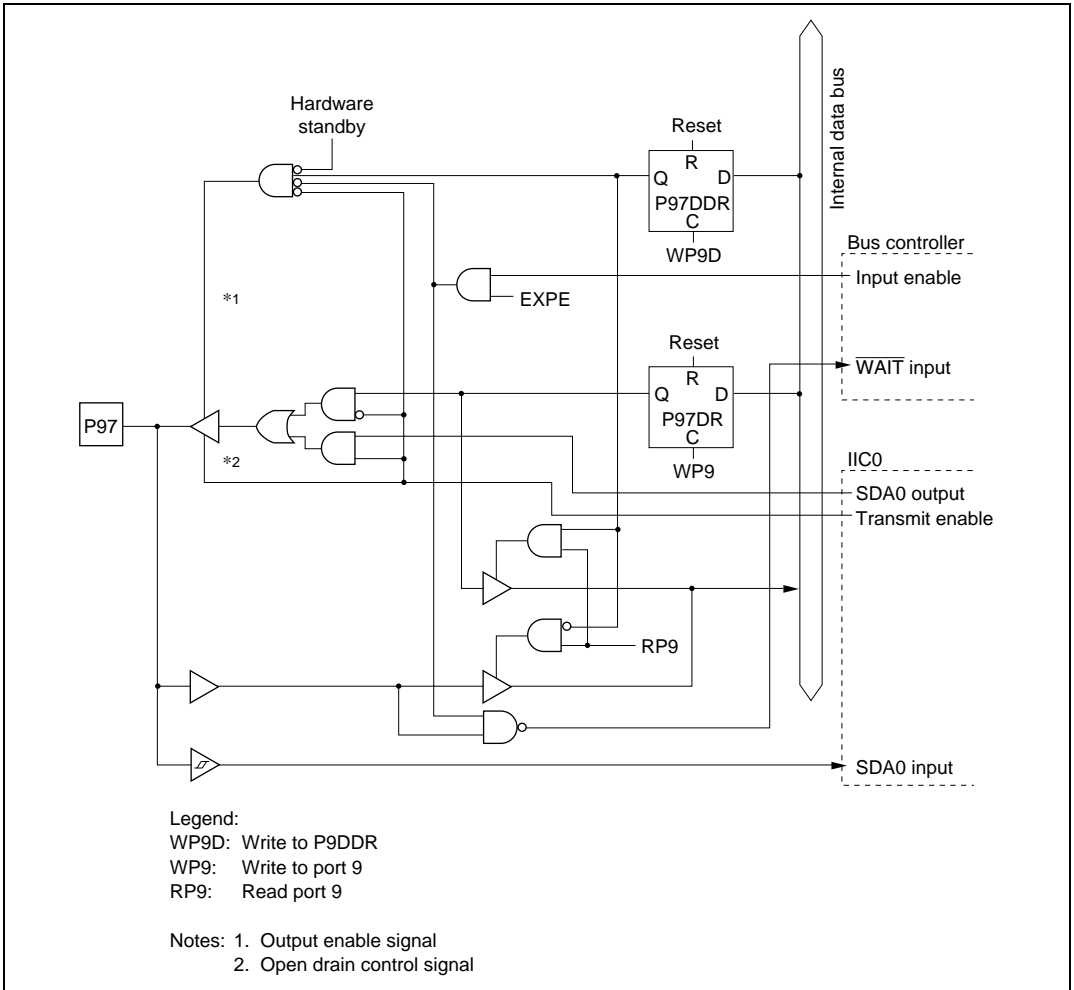 Hardware
standby
Reset
R
Q D
P97DDR
C
WP9D
Internal data bus
Bus controller
Input enable
EXPE
*1
Reset
R
Q D
P97DR
C
WP9
WAIT input
P97
*2
IIC0
SDA0 output
Transmit enable
RP9
SDA0 input
Legend:
WP9D: Write to P9DDR
WP9: Write to port 9
RP9: Read port 9
Notes: 1. Output enable signal
2. Open drain control signal